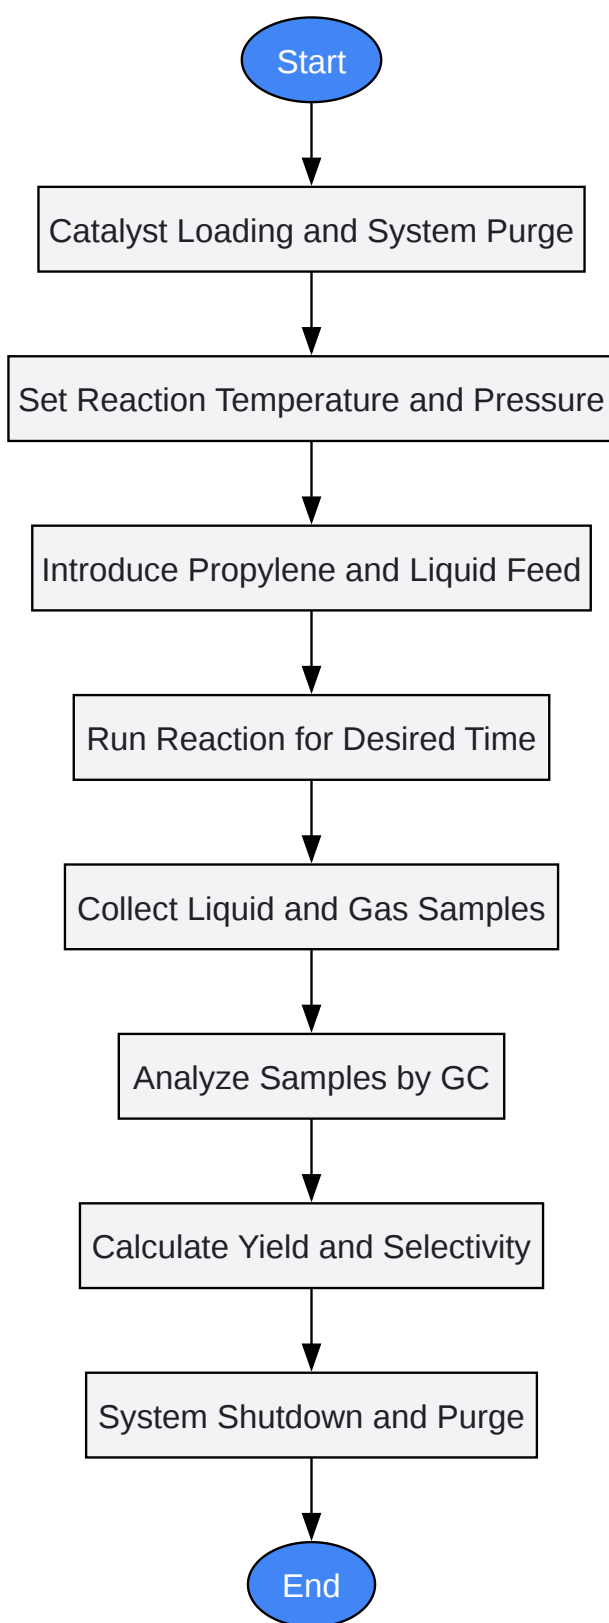 Start
Catalyst Loading and System Purge
Set Reaction Temperature and Pressure
Introduce Propylene and Liquid Feed
Run Reaction for Desired Time
Collect Liquid and Gas Samples
Analyze Samples by GC
Calculate Yield and Selectivity
System Shutdown and Purge
End